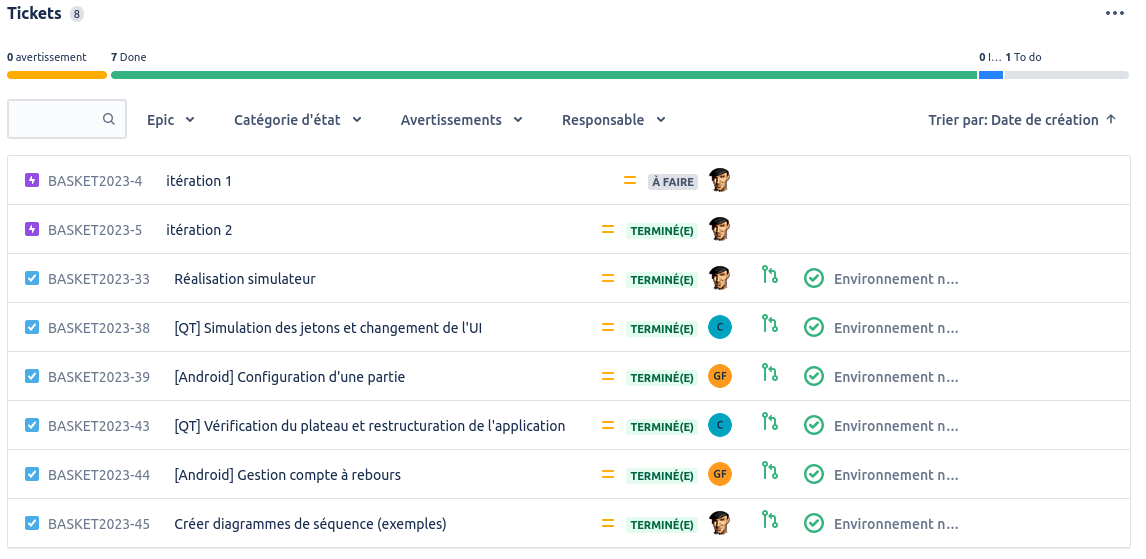 Tickets 8
0 avertissement 7 Done 0 I... 1 To do
Epic Catégorie d'état Avertissements Responsable Trier par: Date de création
BASKET2023-4 itération 1 À FAIRE
BASKET2023-5 itération 2 TERMINÉ(E)
BASKET2023-33 Réalisation simulateur TERMINÉ(E) Environnement n...
BASKET2023-38 [QT] Simulation des jetons et changement de l'UI TERMINÉ(E) C Environnement n...
BASKET2023-39 [Android] Configuration d'une partie TERMINÉ(E) GF Environnement n...
BASKET2023-43 [QT] Vérification du plateau et restructuration de l'application TERMINÉ(E) C Environnement n...
BASKET2023-44 [Android] Gestion compte à rebours TERMINÉ(E) GF Environnement n...
BASKET2023-45 Créer diagrammes de séquence (exemples) TERMINÉ(E) Environnement n...